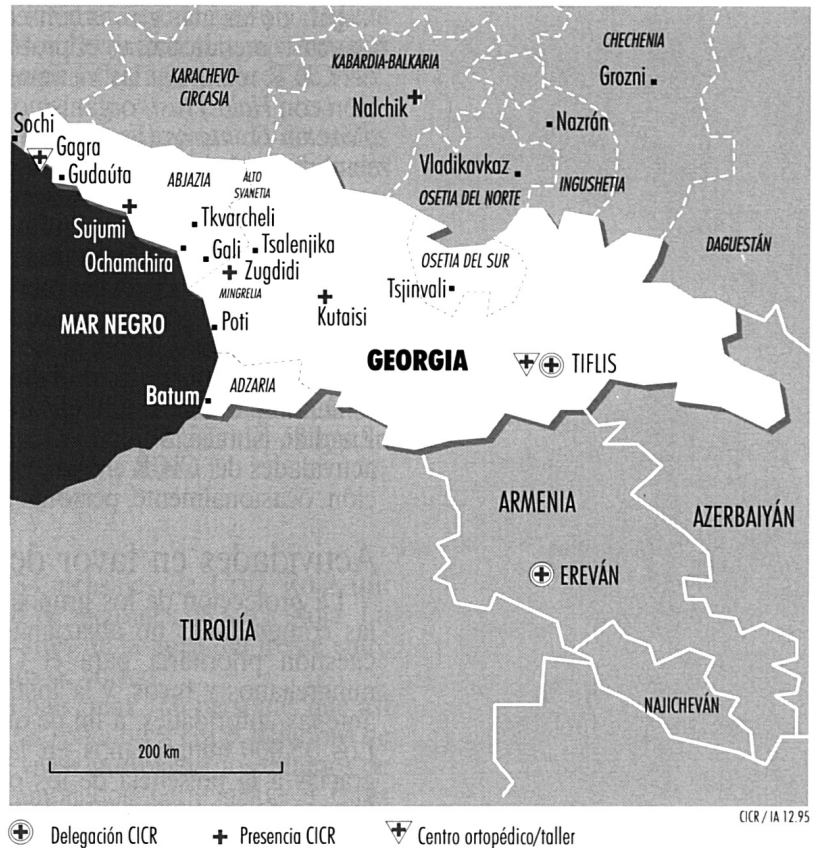 CHECHENIA
KABARDIA-BALKARIA
KARACHEVO-
CIRCASIA
Grozni
Nalchik
Sochi
Nazrán
Gagra
Vladikavkaz
Gudaúta
ABJAZIA
ALTO
SVANETIA
OSETIA DEL NORTE
INGUSHETIA
Sujumi
Tkvarcheli
DAGUESTÁN
Ochamchira
Gali
Tsalenjika
OSETIA DEL SUR
Zugdidi
Tsjinvali
MINGRELIA
MAR NEGRO
Poti
Kutaisi
GEORGIA
TIFLIS
Batum
ADZARIA
ARMENIA
AZERBAIYÁN
EREVÁN
TURQUÍA
NAJICHEVÁN
200 km
CICR / IA 12.95
Delegación CICR
Presencia CICR
Centro ortopédico/taller